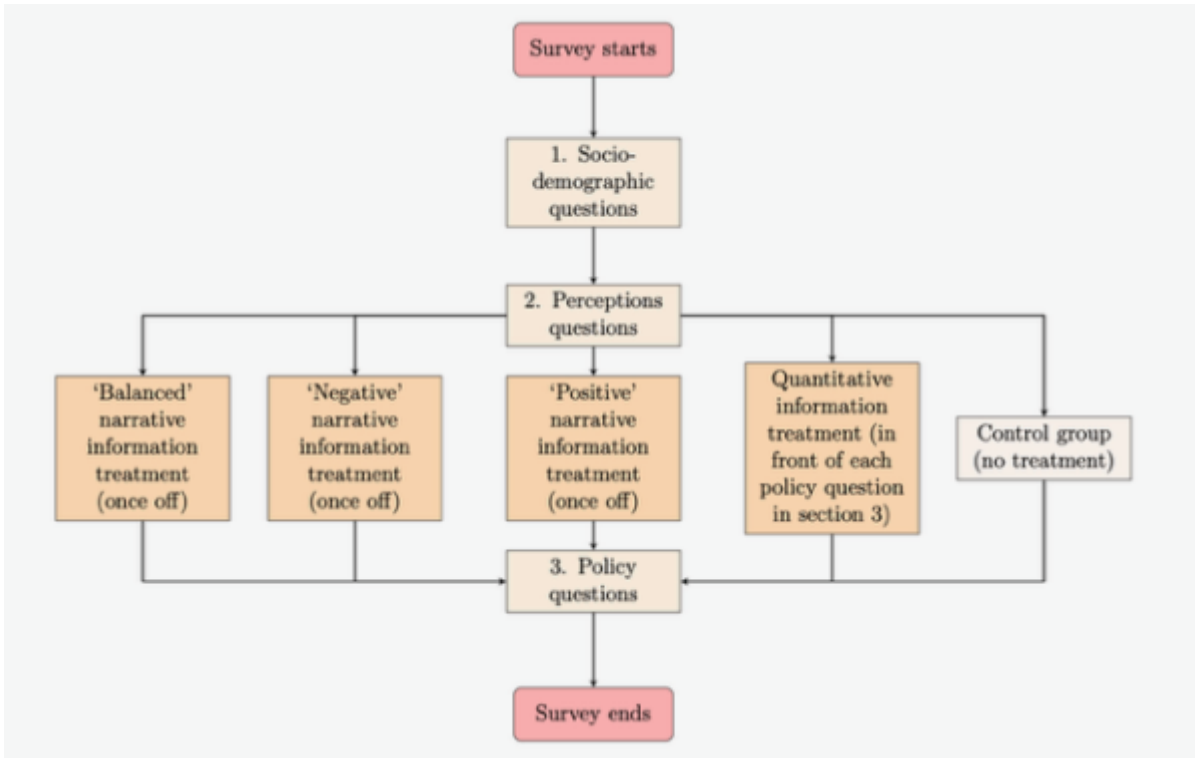 Survey starts
1. Socio-
demographic
questions
2. Perceptions
questions
‘Balanced’
narrative
information
treatment
(once off)
‘Negative’
narrative
information
treatment
(once off)
‘Positive’
narrative
information
treatment
(once off)
Quantitative
information
treatment (in
front of each
policy question
in section 3)
Control group
(no treatment)
3. Policy
questions
Survey ends